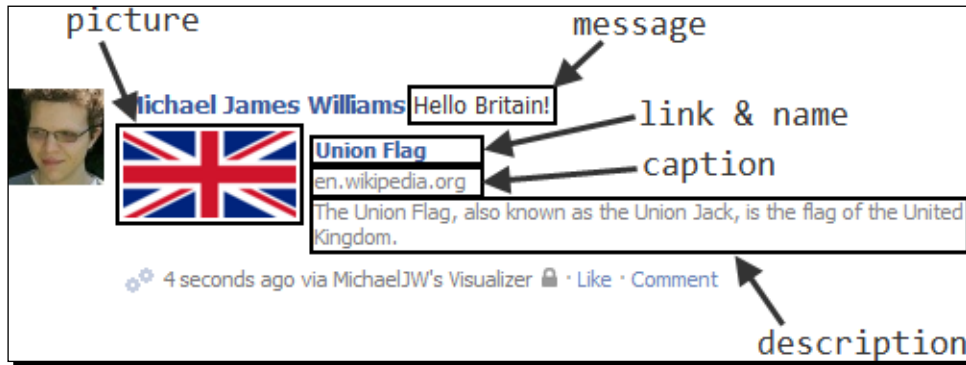 picture
message
Michael James Williams Hello Britain!
link & name
Union Flag
caption
en.wikipedia.org
The Union Flag, also known as the Union Jack, is the flag of the United
Kingdom.
4 seconds ago via MichaelJW's Visualizer · Like · Comment
description